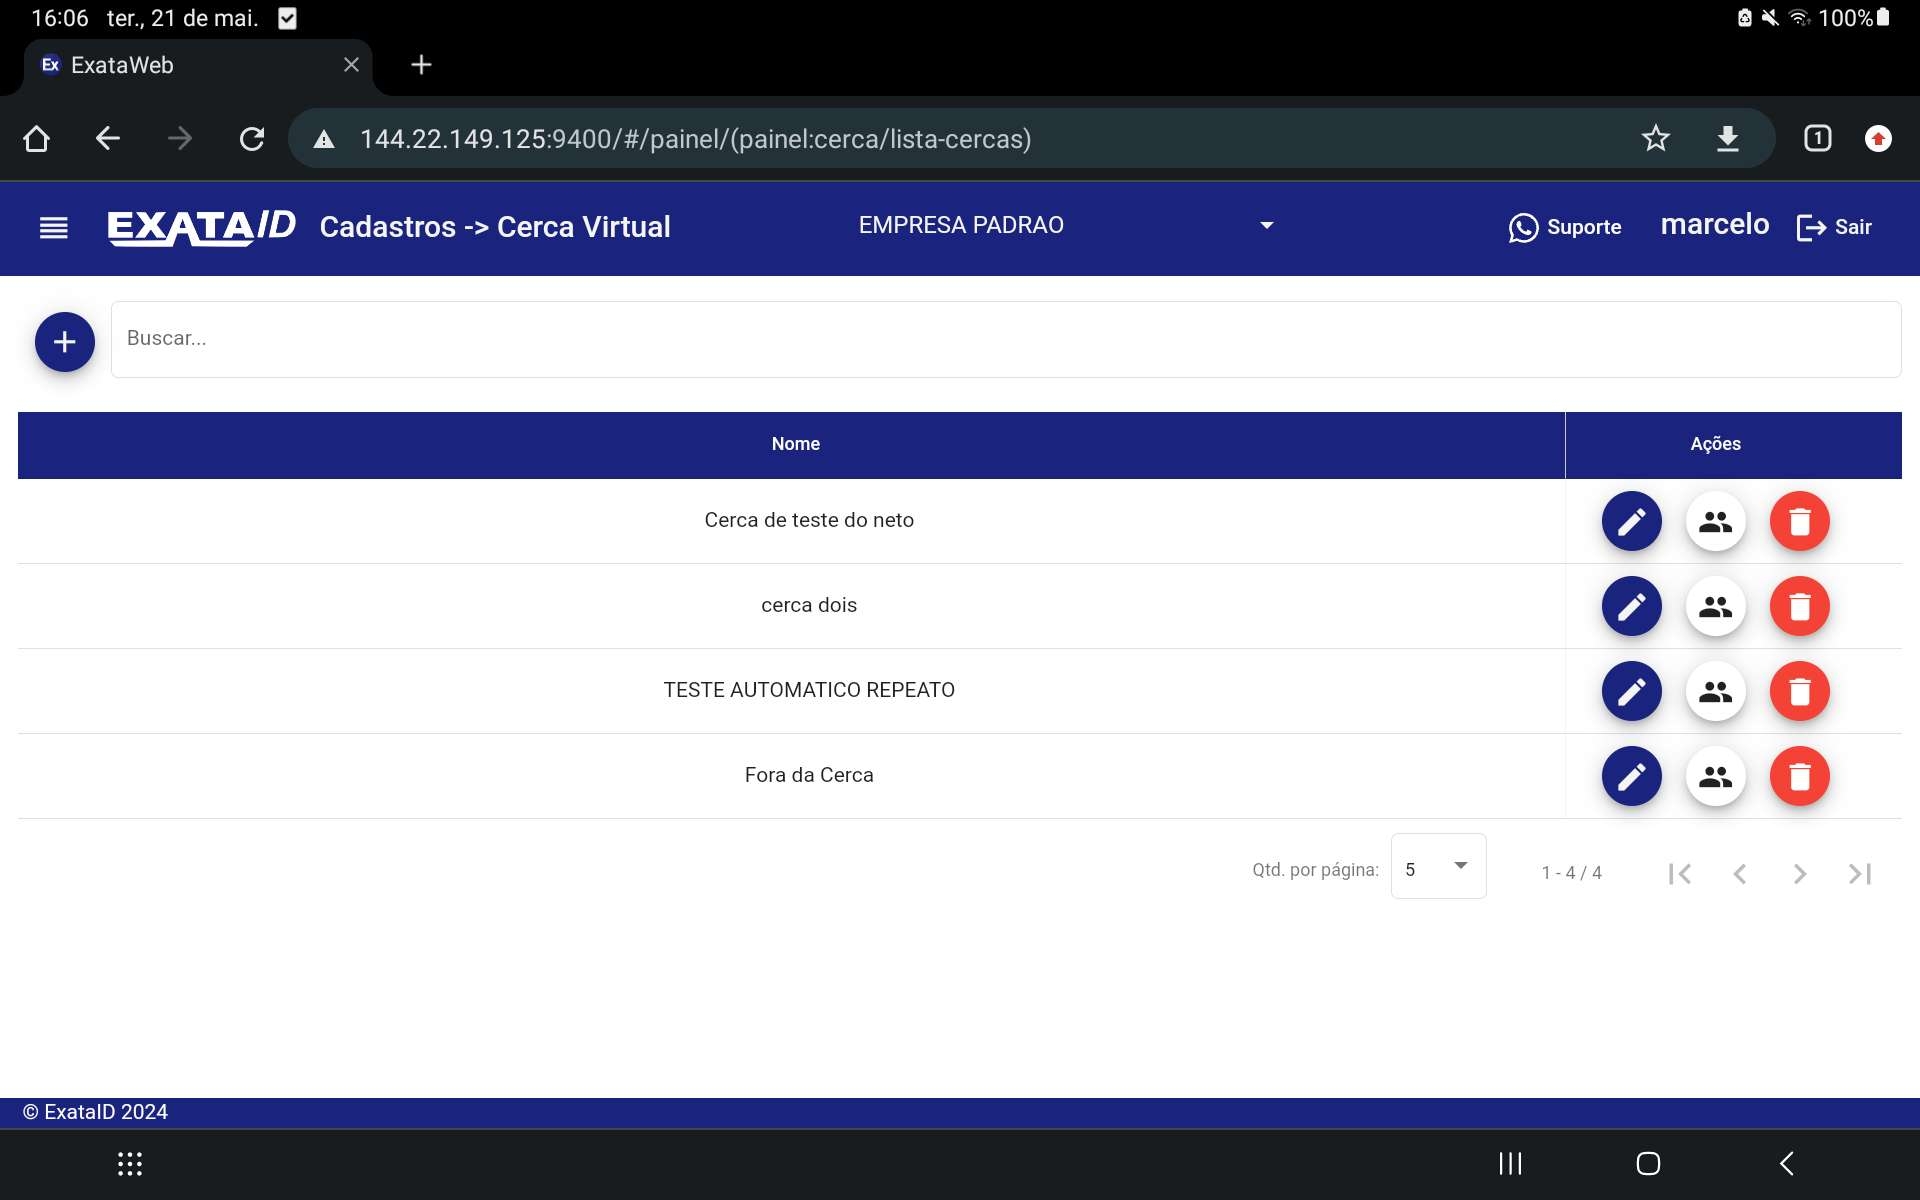 16:06 ter., 21 de mai.
100%
Ex ExataWeb
144.22.149.125:9400/#/painel/(painel:cerca/lista-cercas)
1
EXATAID Cadastros -> Cerca Virtual
EMPRESA PADRAO
Suporte
marcelo
Sair
Buscar...
Nome Ações
Cerca de teste do neto
cerca dois
TESTE AUTOMATICO REPEATO
Fora da Cerca
Qtd. por página: 5 1 - 4 / 4
© ExataID 2024